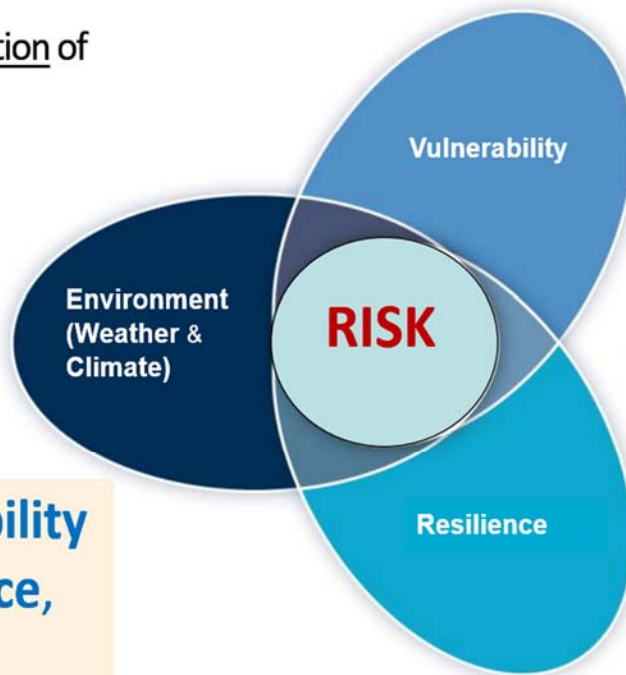 tion of
Vulnerability
Environment
(Weather &
Climate)
RISK
Resilience
bility
ce,